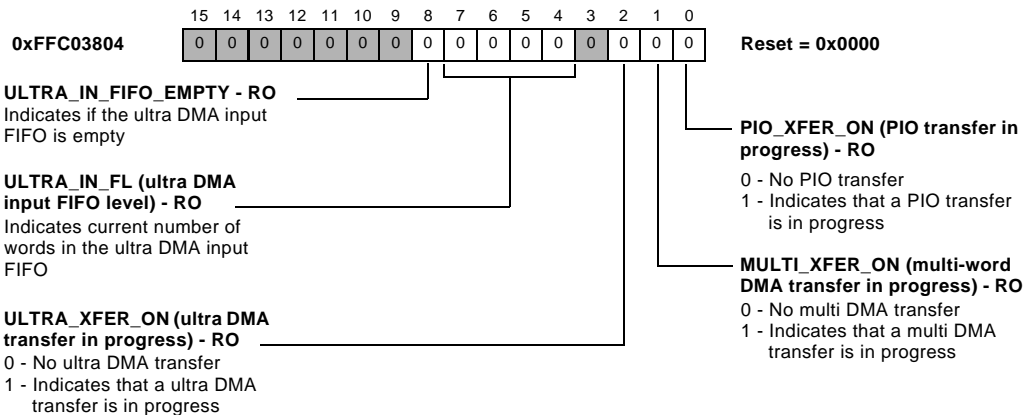 15 14 13 12 11 10 9 8 7 6 5 4 3 2 1 0
0xFFC03804 0 0 0 0 0 0 0 0 0 0 0 0 0 0 0 0 Reset = 0x0000
ULTRA_IN_FIFO_EMPTY - RO
Indicates if the ultra DMA input
FIFO is empty
ULTRA_IN_FL (ultra DMA
input FIFO level) - RO
Indicates current number of
words in the ultra DMA input
FIFO
ULTRA_XFER_ON (ultra DMA
transfer in progress) - RO
0 - No ultra DMA transfer
1 - Indicates that a ultra DMA
transfer is in progress
PIO_XFER_ON (PIO transfer in
progress) - RO
0 - No PIO transfer
1 - Indicates that a PIO transfer
is in progress
MULTI_XFER_ON (multi-word
DMA transfer in progress) - RO
0 - No multi DMA transfer
1 - Indicates that a multi DMA
transfer is in progress